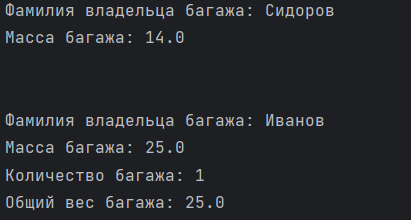 Фамилия владельца багажа: Сидоров
Масса багажа: 14.0
Фамилия владельца багажа: Иванов
Масса багажа: 25.0
Количество багажа: 1
Общий вес багажа: 25.0